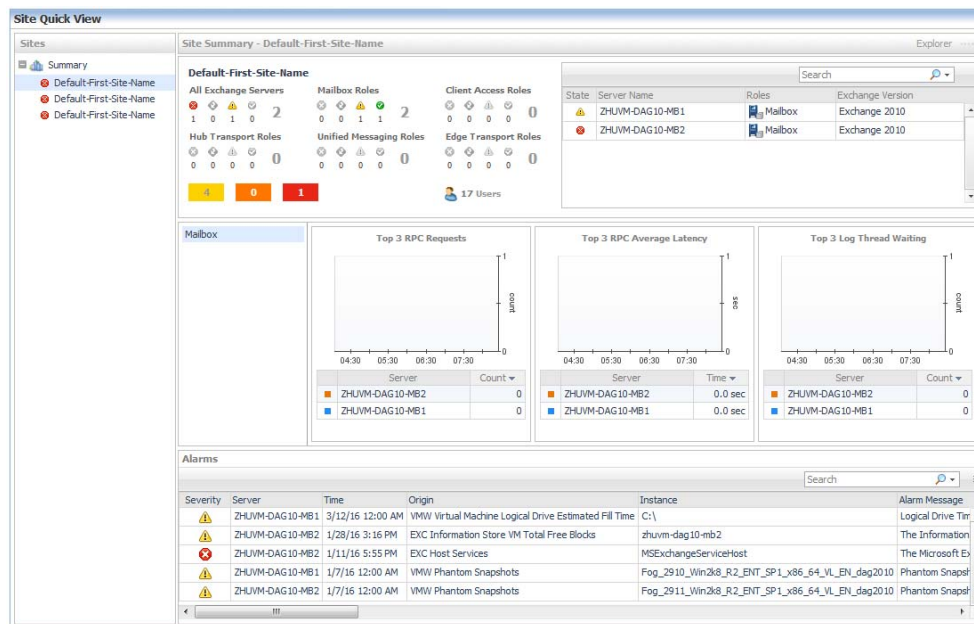 Site Quick View
Sites
Summary
Default-First-Site-Name
Default-First-Site-Name
Default-First-Site-Name
Site Summary - Default-First-Site-Name Explorer
Default-First-Site-Name
All Exchange Servers Mailbox Roles Client Access Roles
1 0 1 0 2 0 0 1 1 2 0 0 0 0 0
Hub Transport Roles Unified Messaging Roles Edge Transport Roles
0 0 0 0 0 0 0 0 0 0 0 0 0 0 0
4 0 1 17 Users
Search
State Server Name Roles Exchange Version
ZHUVM-DAG10-MB1 Mailbox Exchange 2010
ZHUVM-DAG10-MB2 Mailbox Exchange 2010
Mailbox
Top 3 RPC Requests
1
count
0
04:30 05:30 06:30 07:30
Server Count
ZHUVM-DAG10-MB2 0
ZHUVM-DAG10-MB1 0
Top 3 RPC Average Latency
1
sec
0
04:30 05:30 06:30 07:30
Server Time
ZHUVM-DAG10-MB2 0.0 sec
ZHUVM-DAG10-MB1 0.0 sec
Top 3 Log Thread Waiting
1
count
0
04:30 05:30 06:30 07:30
Server Count
ZHUVM-DAG10-MB2 0
ZHUVM-DAG10-MB1 0
Alarms
Search
Severity Server Time Origin Instance Alarm Message
ZHUVM-DAG10-MB1 3/12/16 12:00 AM VMW Virtual Machine Logical Drive Estimated Fill Time C:\ Logical Drive Tim
ZHUVM-DAG10-MB2 1/28/16 3:16 PM EXC Information Store VM Total Free Blocks zhuvm-dag10-mb2 The Information
ZHUVM-DAG10-MB2 1/11/16 5:55 PM EXC Host Services MSExchangeServiceHost The Microsoft Ex
ZHUVM-DAG10-MB1 1/7/16 12:00 AM VMW Phantom Snapshots Fog_2910_Win2k8_R2_ENT_SP1_x86_64_VL_EN_dag2010 Phantom Snapsh
ZHUVM-DAG10-MB2 1/7/16 12:00 AM VMW Phantom Snapshots Fog_2911_Win2k8_R2_ENT_SP1_x86_64_VL_EN_dag2010 Phantom Snapsh